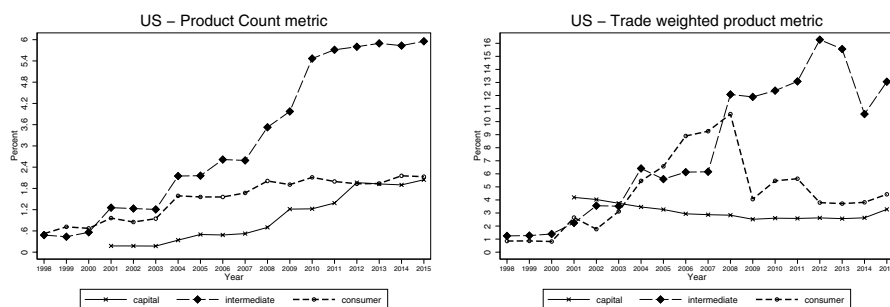 US − Product Count metric
Percent
6
5.4
4.8
4.2
3.6
3
2.4
1.8
1.2
.6
0
1998 1999 2000 2001 2002 2003 2004 2005 2006 2007 2008 2009 2010 2011 2012 2013 2014 2015
Year
capital intermediate consumer
US − Trade weighted product metric
Percent
16
15
14
13
12
11
10
9
8
7
6
5
4
3
2
1
0
1998 1999 2000 2001 2002 2003 2004 2005 2006 2007 2008 2009 2010 2011 2012 2013 2014
Year
capital intermediate consumer